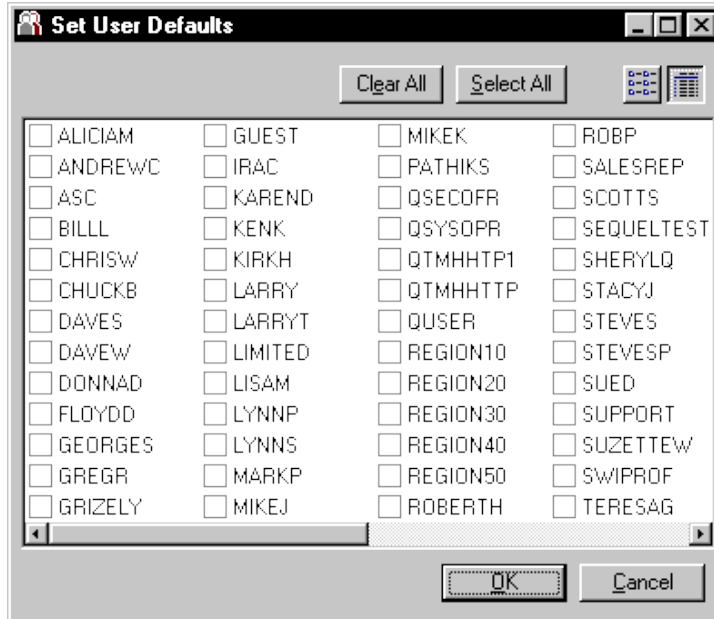 Set User Defaults
Clear All Select All
ALICIAM GUEST MIKEK ROBP
ANDREWC IRAC PATHIKS SALESREP
ASC KAREND QSECOFR SCOTTS
BILLL KENK QSYSOPR SEQUELTEST
CHRISW KIRKH QTMHHTP1 SHERYLQ
CHUCKB LARRY QTMHHTTP STACYJ
DAVES LARRYT QUSER STEVES
DAVEW LIMITED REGION10 STEVESP
DONNAD LISAM REGION20 SUED
FLOYDD LYNNP REGION30 SUPPORT
GEORGES LYNNS REGION40 SUZETTEW
GREGR MARKP REGION50 SWIPROF
GRIZELY MIKEJ ROBERTH TERESAG
OK Cancel